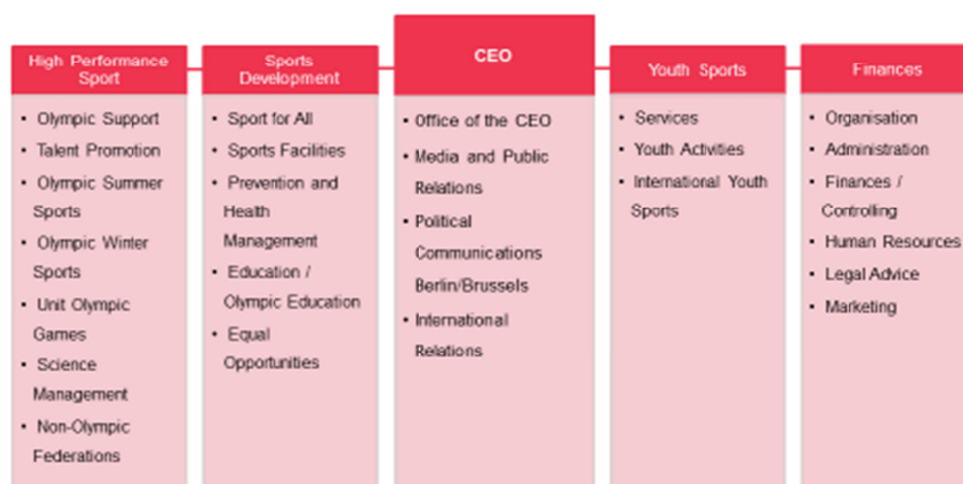 High Performance
Sport
• Olympic Support
• Talent Promotion
• Olympic Summer
Sports
• Olympic Winter
Sports
• Unit Olympic
Games
• Science
Management
• Non-Olympic
Federations
Sports
Development
• Sport for All
• Sports Facilities
• Prevention and
Health
Management
• Education /
Olympic Education
• Equal
Opportunities
CEO
• Office of the CEO
• Media and Public
Relations
• Political
Communications
Berlin/Brussels
• International
Relations
Youth Sports
• Services
• Youth Activities
• International Youth
Sports
Finances
• Organisation
• Administration
• Finances /
Controlling
• Human Resources
• Legal Advice
• Marketing